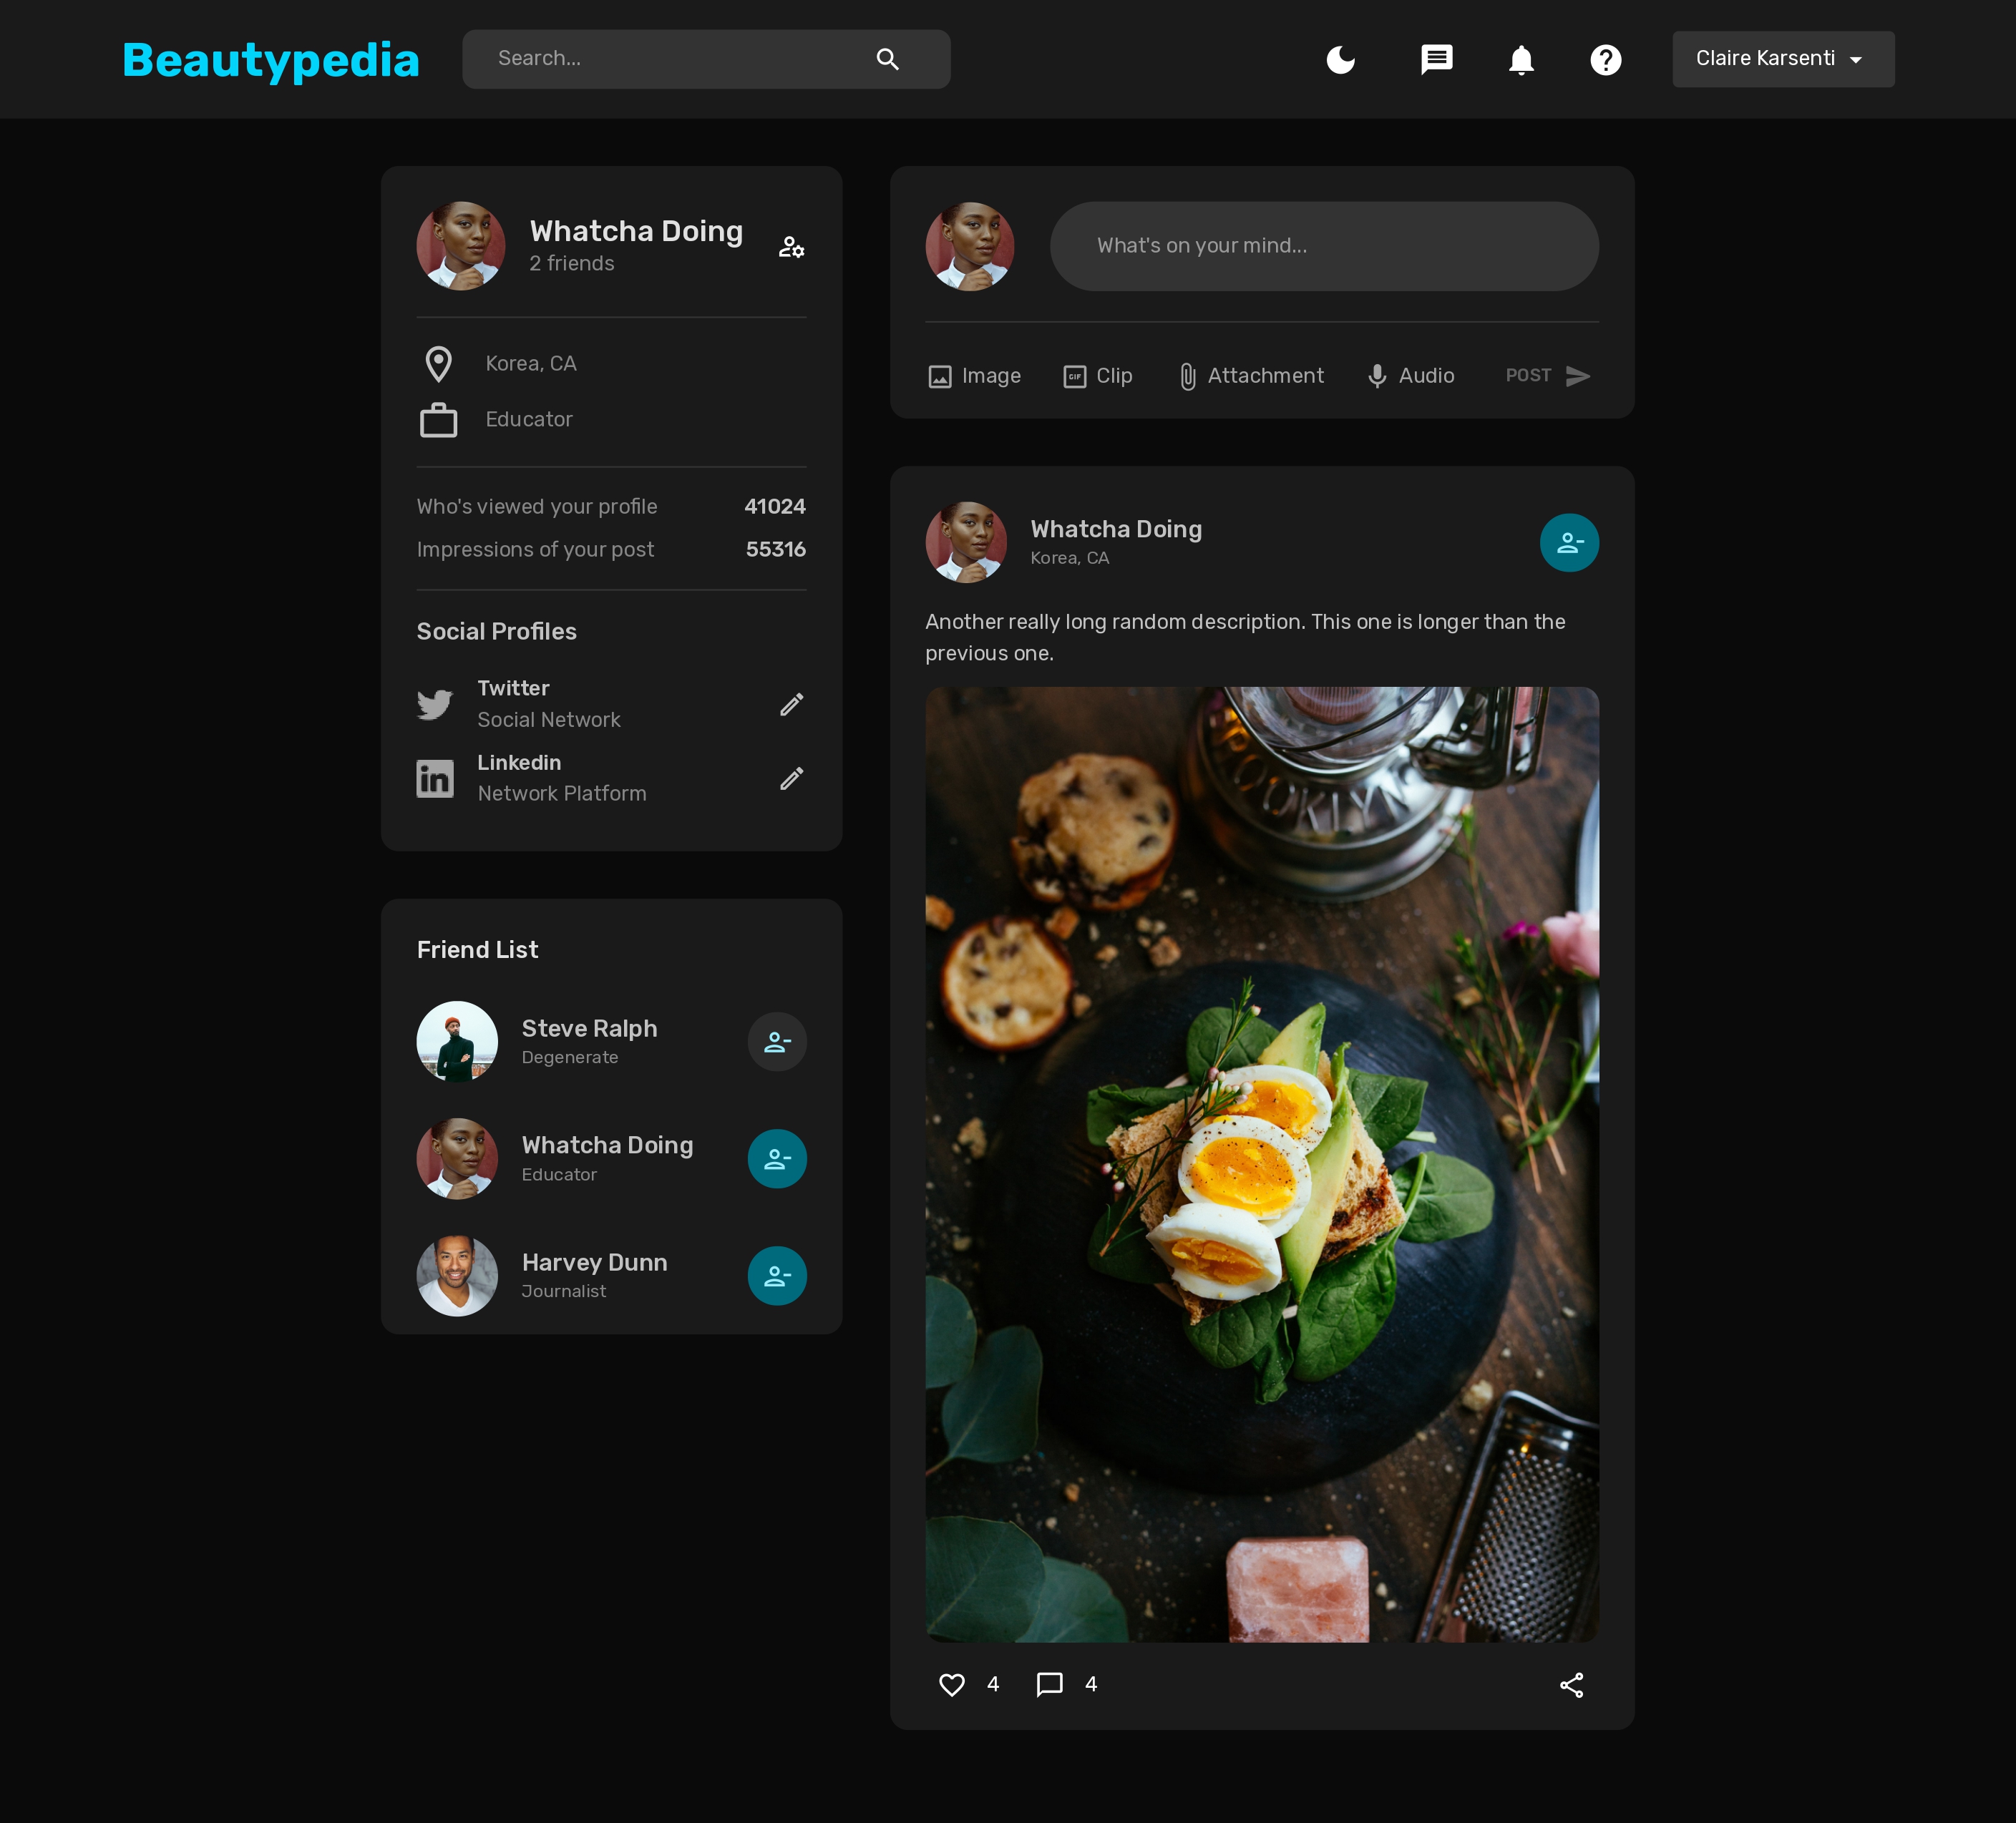 Beautypedia
Search...
Claire Karsenti
Whatcha Doing
2 friends
Korea, CA
Educator
Who's viewed your profile 41024
Impressions of your post 55316
Social Profiles
Twitter
Social Network
Linkedin
Network Platform
Friend List
Steve Ralph
Degenerate
Whatcha Doing
Educator
Harvey Dunn
Journalist
What's on your mind...
Image GIF Clip Attachment Audio POST
Whatcha Doing
Korea, CA
Another really long random description. This one is longer than the
previous one.
4 4